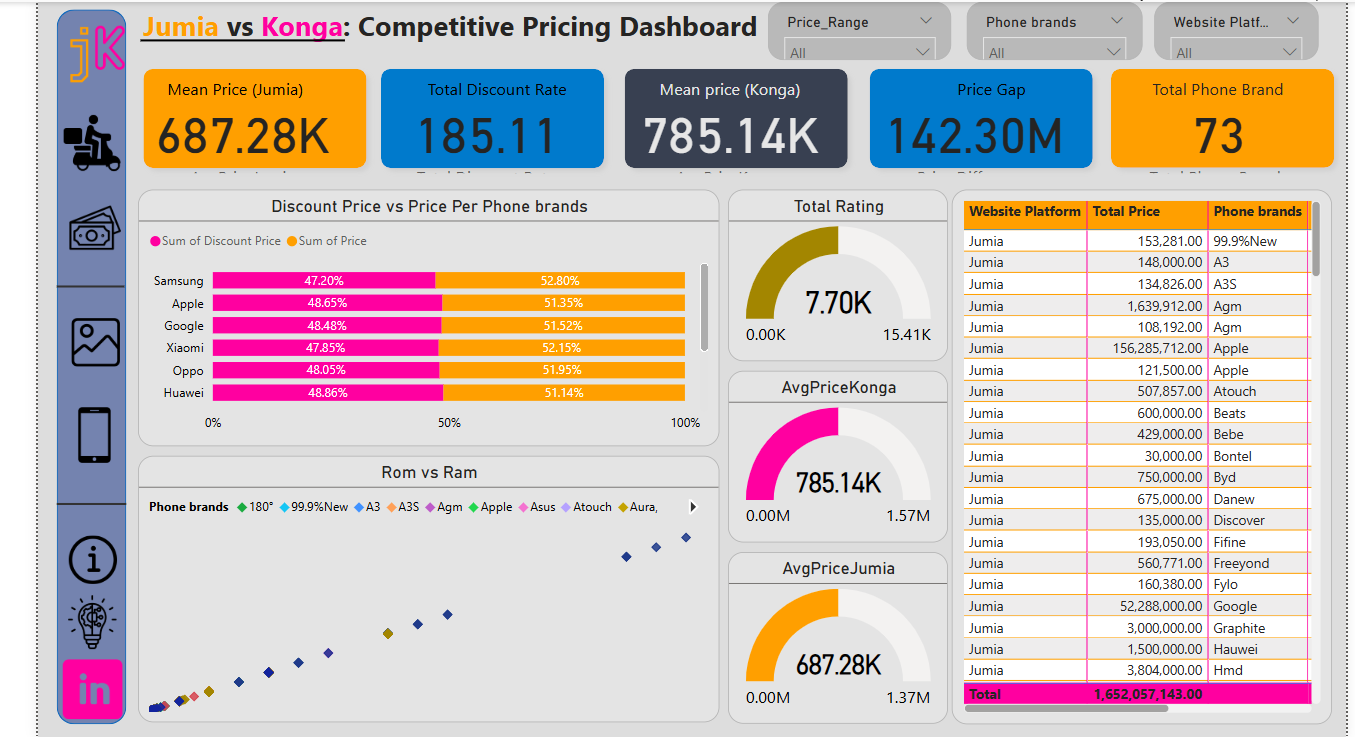 jK
Jumia vs Konga: Competitive Pricing Dashboard
Price_Range
All
Phone brands
All
Website Platf...
All
Mean Price (Jumia)
687.28K
Total Discount Rate
185.11
Mean price (Konga)
785.14K
Price Gap
142.30M
Total Phone Brand
73
Discount Price vs Price Per Phone brands
Sum of Discount Price Sum of Price
Samsung 47.20% 52.80%
Apple 48.65% 51.35%
Google 48.48% 51.52%
Xiaomi 47.85% 52.15%
Oppo 48.05% 51.95%
Huawei 48.86% 51.14%
0% 50% 100%
Rom vs Ram
Phone brands 180° 99.9%New A3 A3S Agm Apple Asus Atouch Aura,
Total Rating
7.70K
0.00K 15.41K
AvgPriceKonga
785.14K
0.00M 1.57M
AvgPriceJumia
687.28K
0.00M 1.37M
Website Platform Total Price Phone brands
Jumia 153,281.00 99.9%New
Jumia 148,000.00 A3
Jumia 134,826.00 A3S
Jumia 1,639,912.00 Agm
Jumia 108,192.00 Agm
Jumia 156,285,712.00 Apple
Jumia 121,500.00 Apple
Jumia 507,857.00 Atouch
Jumia 600,000.00 Beats
Jumia 429,000.00 Bebe
Jumia 30,000.00 Bontel
Jumia 750,000.00 Byd
Jumia 675,000.00 Danew
Jumia 135,000.00 Discover
Jumia 193,050.00 Fifine
Jumia 560,771.00 Freeyond
Jumia 160,380.00 Fylo
Jumia 52,288,000.00 Google
Jumia 3,000,000.00 Graphite
Jumia 1,500,000.00 Hauwei
Jumia 3,804,000.00 Hmd
Total 1,652,057,143.00
in